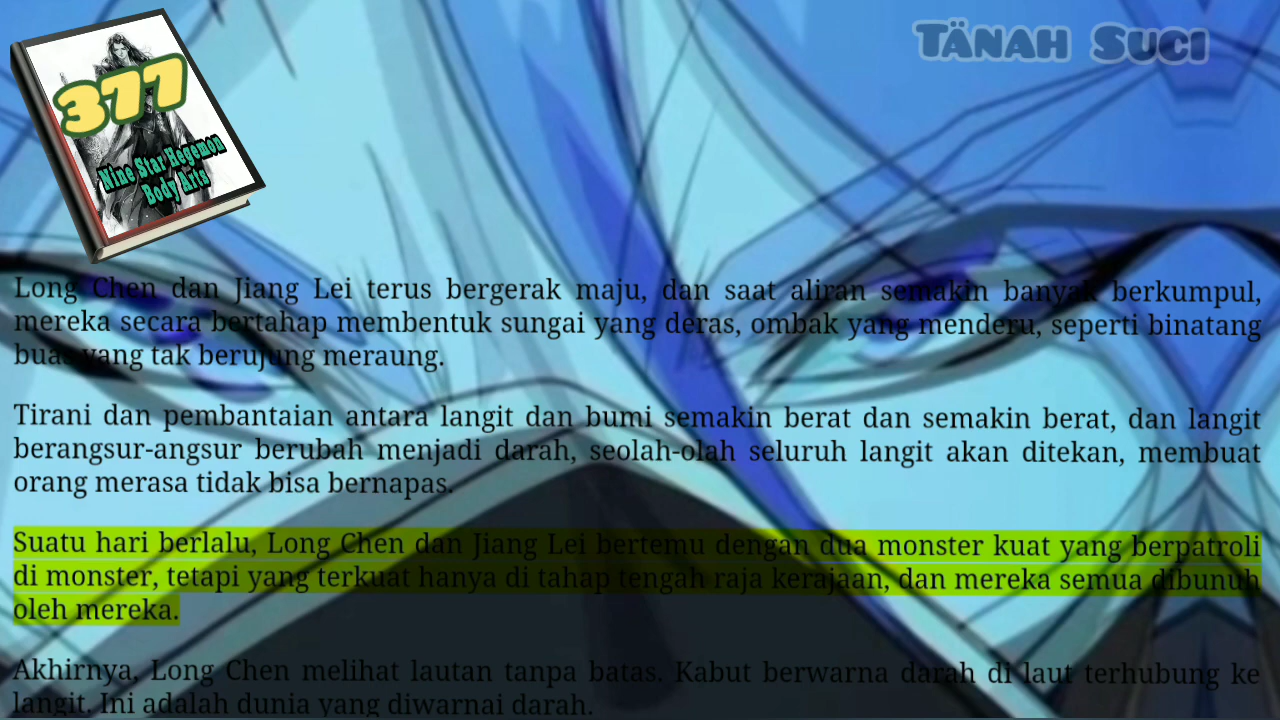 TÄNAH SUCI
377
Nine Star Hegemon
Body Arts
Long Chen dan Jiang Lei terus bergerak maju, dan saat aliran semakin banyak berkumpul,
mereka secara bertahap membentuk sungai yang deras, ombak yang menderu, seperti binatang
buas yang tak berujung meraung.
Tirani dan pembantaian antara langit dan bumi semakin berat dan semakin berat, dan langit
berangsur-angsur berubah menjadi darah, seolah-olah seluruh langit akan ditekan, membuat
orang merasa tidak bisa bernapas.
Suatu hari berlalu, Long Chen dan Jiang Lei bertemu dengan dua monster kuat yang berpatroli
di monster, tetapi yang terkuat hanya di tahap tengah raja kerajaan, dan mereka semua dibunuh
oleh mereka.
Akhirnya, Long Chen melihat lautan tanpa batas. Kabut berwarna darah di laut terhubung ke
langit. Ini adalah dunia yang diwarnai darah.